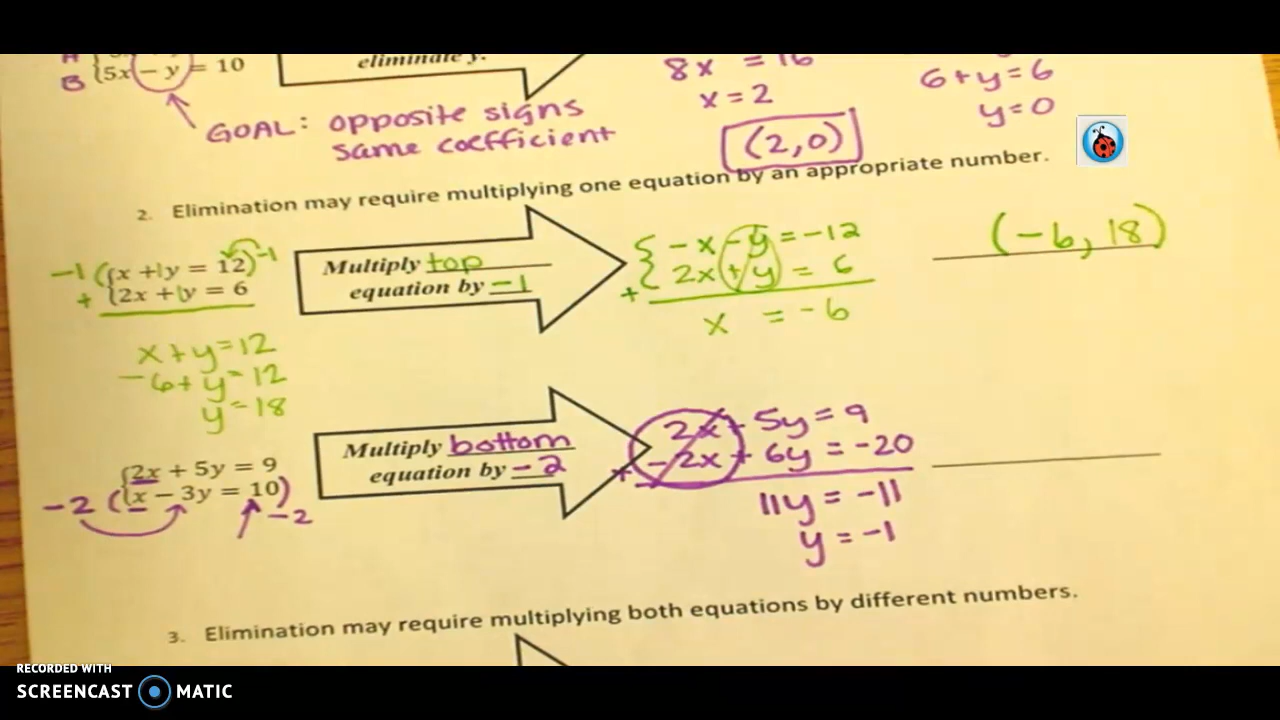 B {5x - y = 10
eliminate y.
8x = 16
x = 2
6 + y = 6
y = 0
GOAL: opposite signs
same coefficient
(2,0)
2. Elimination may require multiplying one equation by an appropriate number.
-1 ({x + 1y = 12) -1
+ {2x + 1y = 6
Multiply top
equation by -1
{ -x - y = -12
2x + y = 6
+
x = -6
(-6, 18)
x + y = 12
-6 + y = 12
y = 18
{2x + 5y = 9
-2 ({x - 3y = 10) -2
Multiply bottom
equation by -2
2x + 5y = 9
+ -2x + 6y = -20
11y = -11
y = -1
3. Elimination may require multiplying both equations by different numbers.
RECORDED WITH
SCREENCAST MATIC